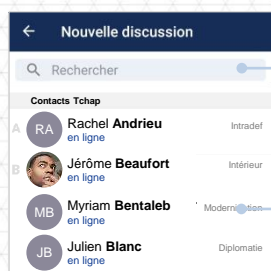 Nouvelle discussion
Rechercher
Contacts Tchap
A
RA
Rachel Andrieu
Intradef
en ligne
B
Jérôme Beaufort
Intérieur
en ligne
MB
Myriam Bentaleb
Modernisation
en ligne
JB
Julien Blanc
Diplomatie
en ligne